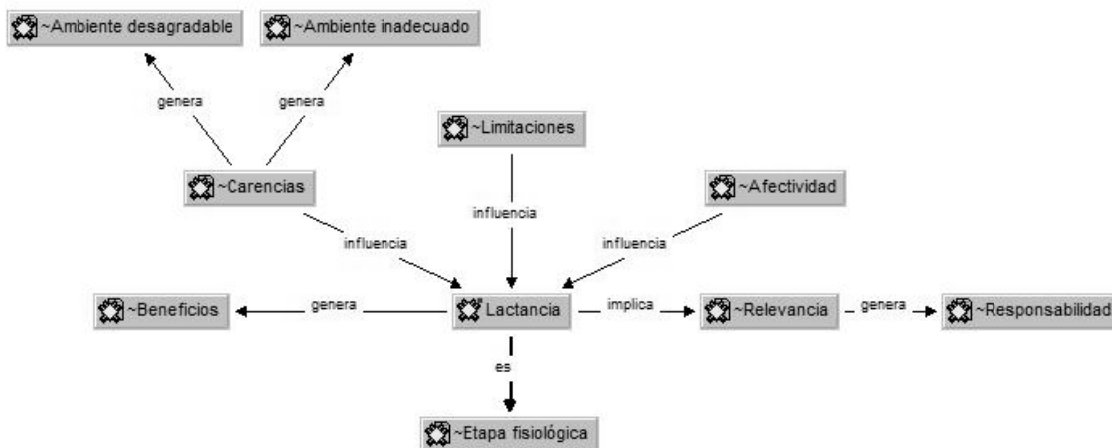 ~Ambiente desagradable
~Ambiente inadecuado
genera
genera
~Limitaciones
~Carencias
~Afectividad
influencia
influencia
influencia
~Beneficios
genera
Lactancia
implica
~Relevancia
genera
~Responsabilidad
es
~Etapa fisiológica